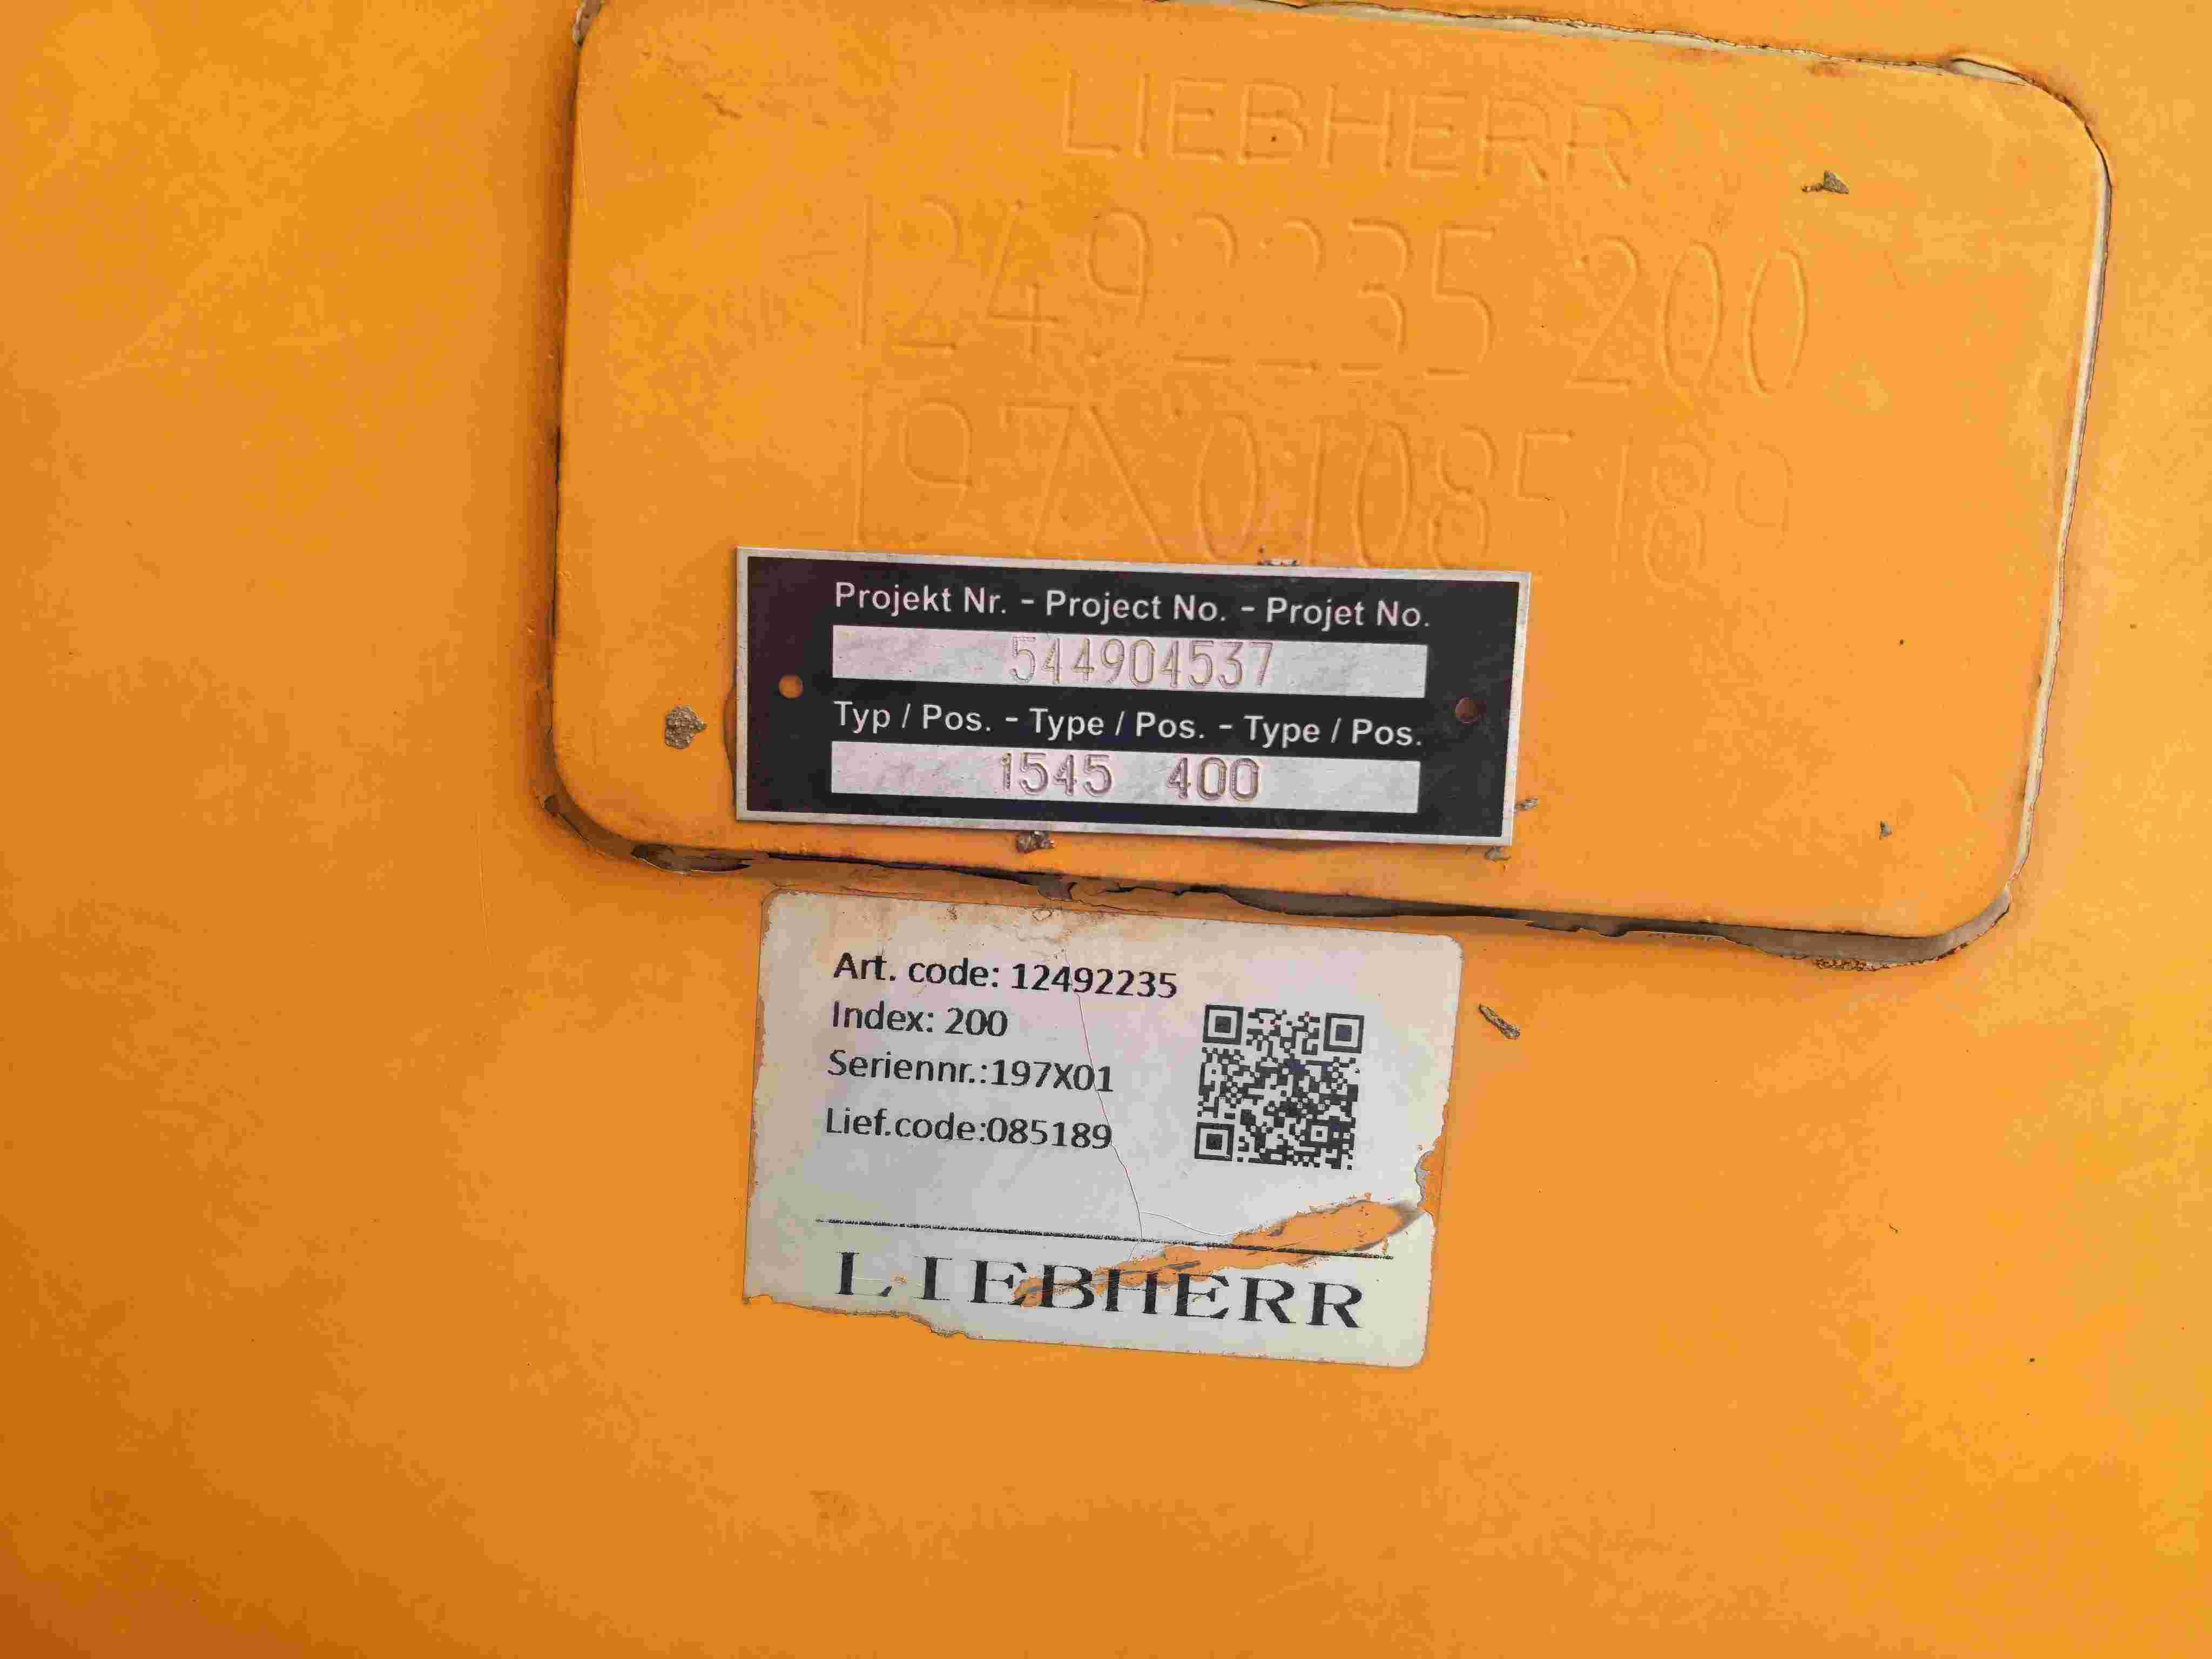 LIEBHERR
12492235 200
197X01085189
Projekt Nr. - Project No. - Projet No.
544904537
Typ / Pos. - Type / Pos. - Type / Pos.
1545 400
Art. code: 12492235
Index: 200
Seriennr.:197X01
Lief.code:085189
LIEBHERR